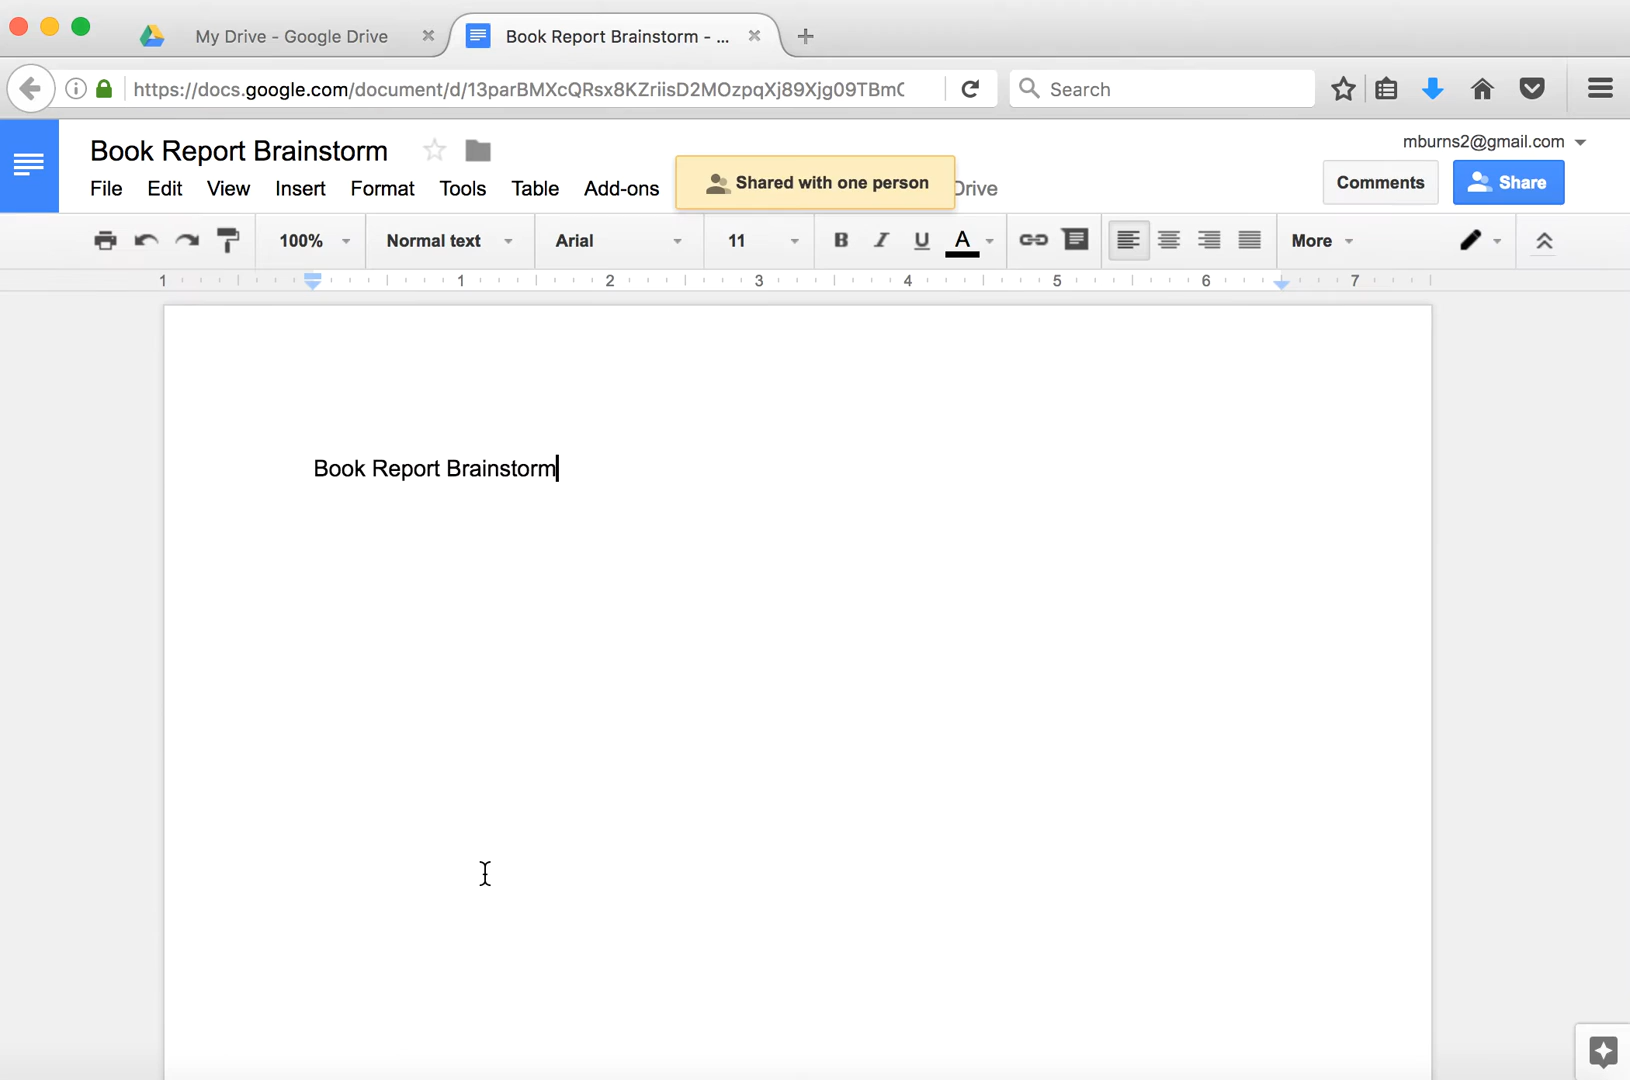 My Drive - Google Drive
Book Report Brainstorm - ...
https://docs.google.com/document/d/13parBMXcQRsx8KZriisD2MOzpqXj89Xjg09TBmC
Search
Book Report Brainstorm
mburns2@gmail.com
File Edit View Insert Format Tools Table Add-ons
Shared with one person
Drive
Comments
Share
100% Normal text Arial 11 B I U A More
1 1 2 3 4 5 6 7
Book Report Brainstorm